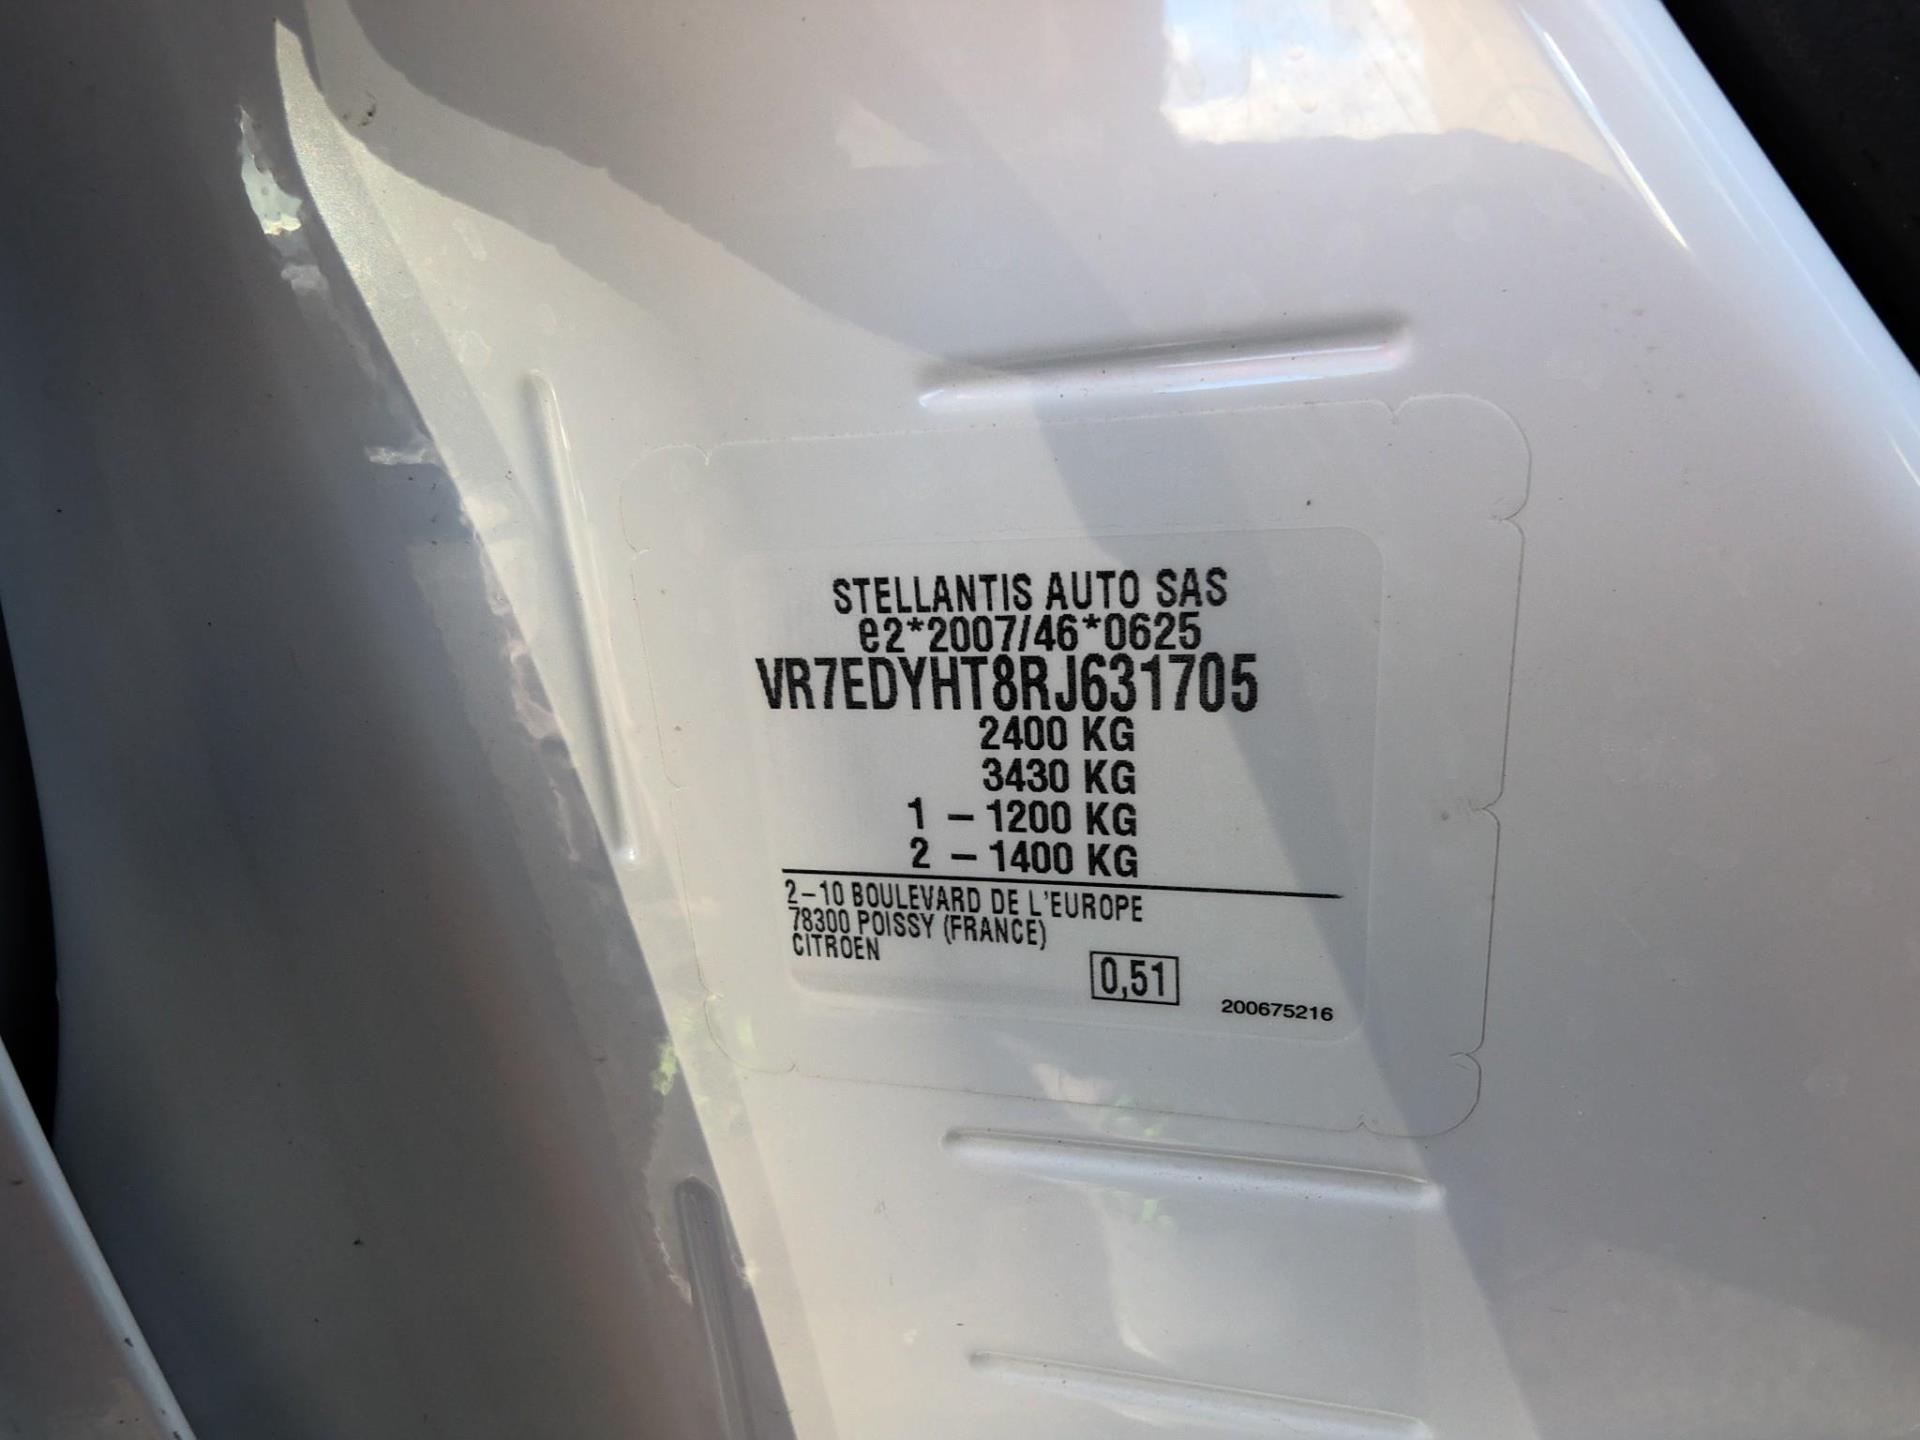 STELLANTIS AUTO SAS
e2*2007/46*0625
VR7EDYHT8RJ631705
2400 KG
3430 KG
1 – 1200 KG
2 – 1400 KG
2–10 BOULEVARD DE L'EUROPE
78300 POISSY (FRANCE)
CITROEN
0,51
200675216